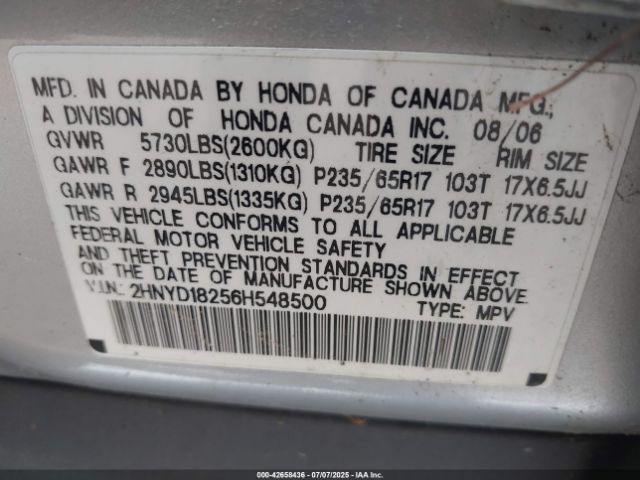 MFD. IN CANADA BY HONDA OF CANADA MFG.,
A DIVISION OF HONDA CANADA INC. 08/06
GVWR 5730LBS(2600KG) TIRE SIZE RIM SIZE
GAWR F 2890LBS(1310KG) P235/65R17 103T 17X6.5JJ
GAWR R 2945LBS(1335KG) P235/65R17 103T 17X6.5JJ
THIS VEHICLE CONFORMS TO ALL APPLICABLE
FEDERAL MOTOR VEHICLE SAFETY
AND THEFT PREVENTION STANDARDS IN EFFECT
ON THE DATE OF MANUFACTURE SHOWN ABOVE.
V.I.N.: 2HNYD18256H548500 TYPE: MPV
000-42658436 - 07/07/2025 - IAA Inc.